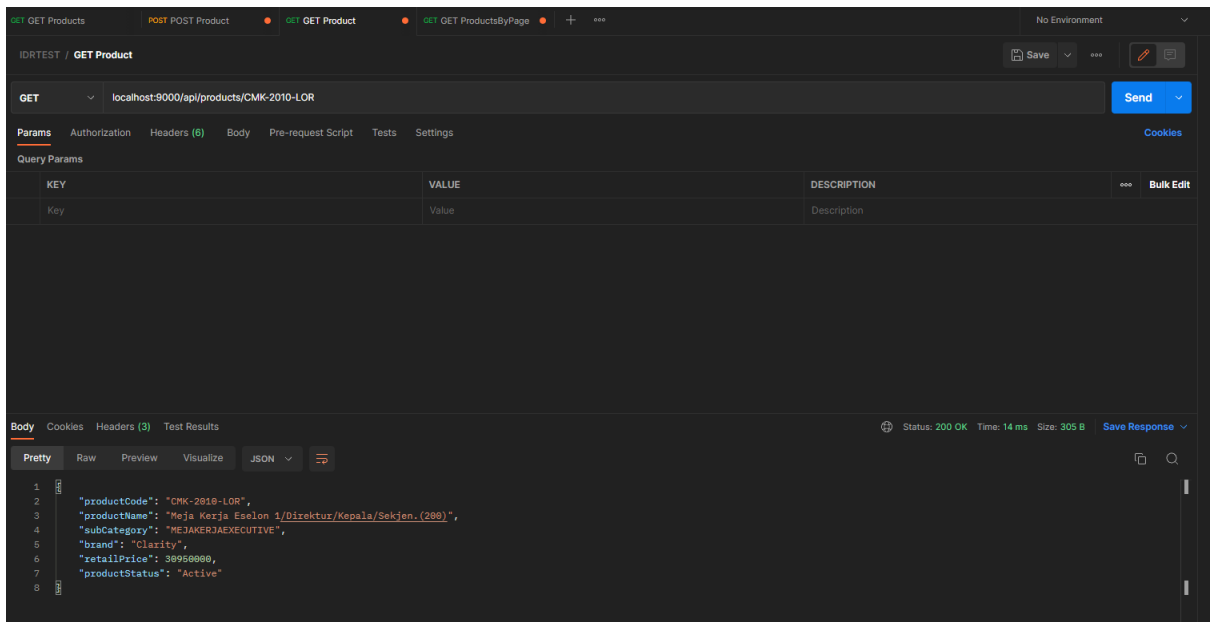 GET GET Products POST POST Product GET GET Product GET GET ProductsByPage No Environment
IDRTEST / GET Product Save
GET localhost:9000/api/products/CMK-2010-LOR Send
Params Authorization Headers (6) Body Pre-request Script Tests Settings Cookies
Query Params
KEY VALUE DESCRIPTION Bulk Edit
Key Value Description
Body Cookies Headers (3) Test Results Status: 200 OK Time: 14 ms Size: 305 B Save Response
Pretty Raw Preview Visualize JSON
1 {
2 "productCode": "CMK-2010-LOR",
3 "productName": "Meja Kerja Eselon 1/Direktur/Kepala/Sekjen.(200)",
4 "subCategory": "MEJAKERJAEXECUTIVE",
5 "brand": "Clarity",
6 "retailPrice": 30950000,
7 "productStatus": "Active"
8 }